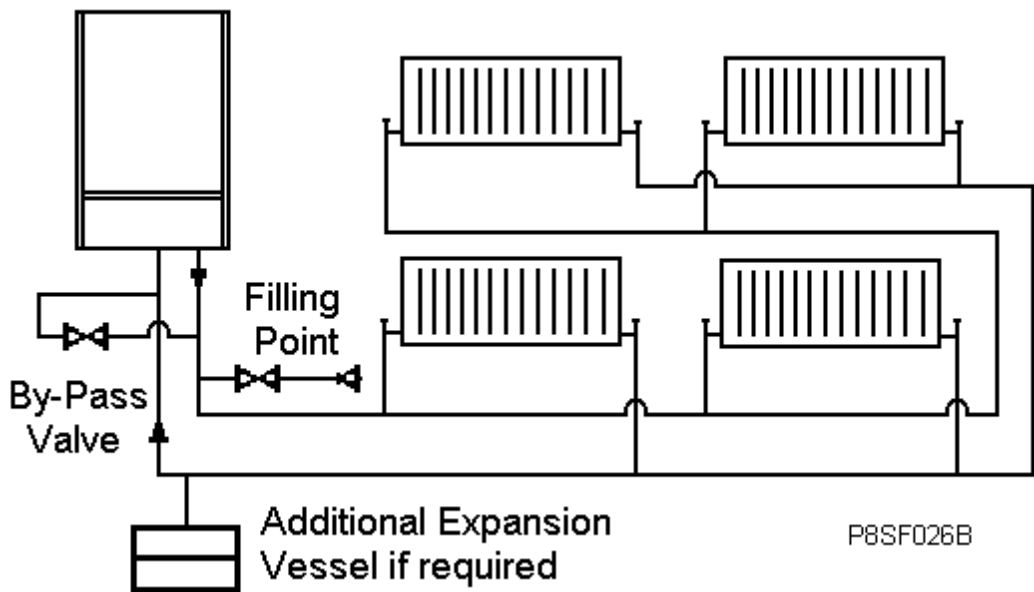 Filling
Point
By-Pass
Valve
Additional Expansion
Vessel if required
P8SF026B